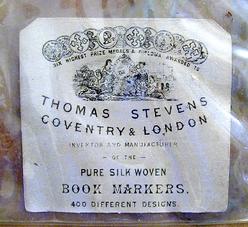 SIX HIGHEST PRIZE MEDALS & DIPLOMA AWARDED TO
THOMAS STEVENS
COVENTRY & LONDON
INVENTOR AND MANUFACTURER
OF THE
PURE SILK WOVEN
BOOK MARKERS.
400 DIFFERENT DESIGNS.